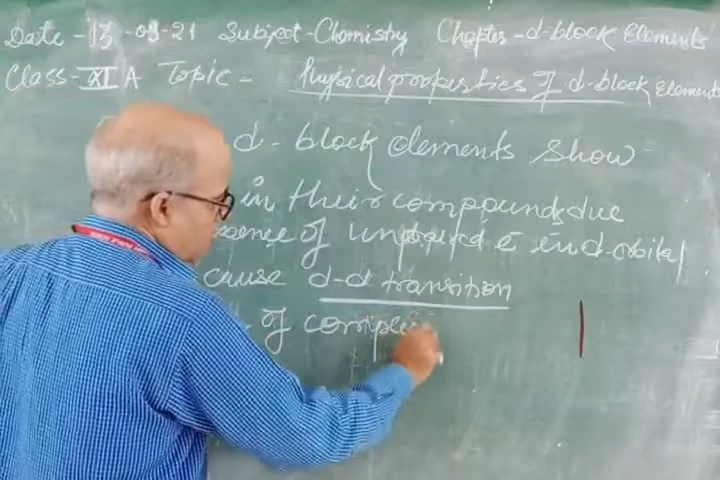 Date - 13 -09-21 Subject-Chemistry Chapter-d-block Elements
Class-XI A Topic - Physical properties of d-block Elements
d-block elements show
in their compounds due
sence of unpaired e in d-orbital
cause d-d transition
of comple